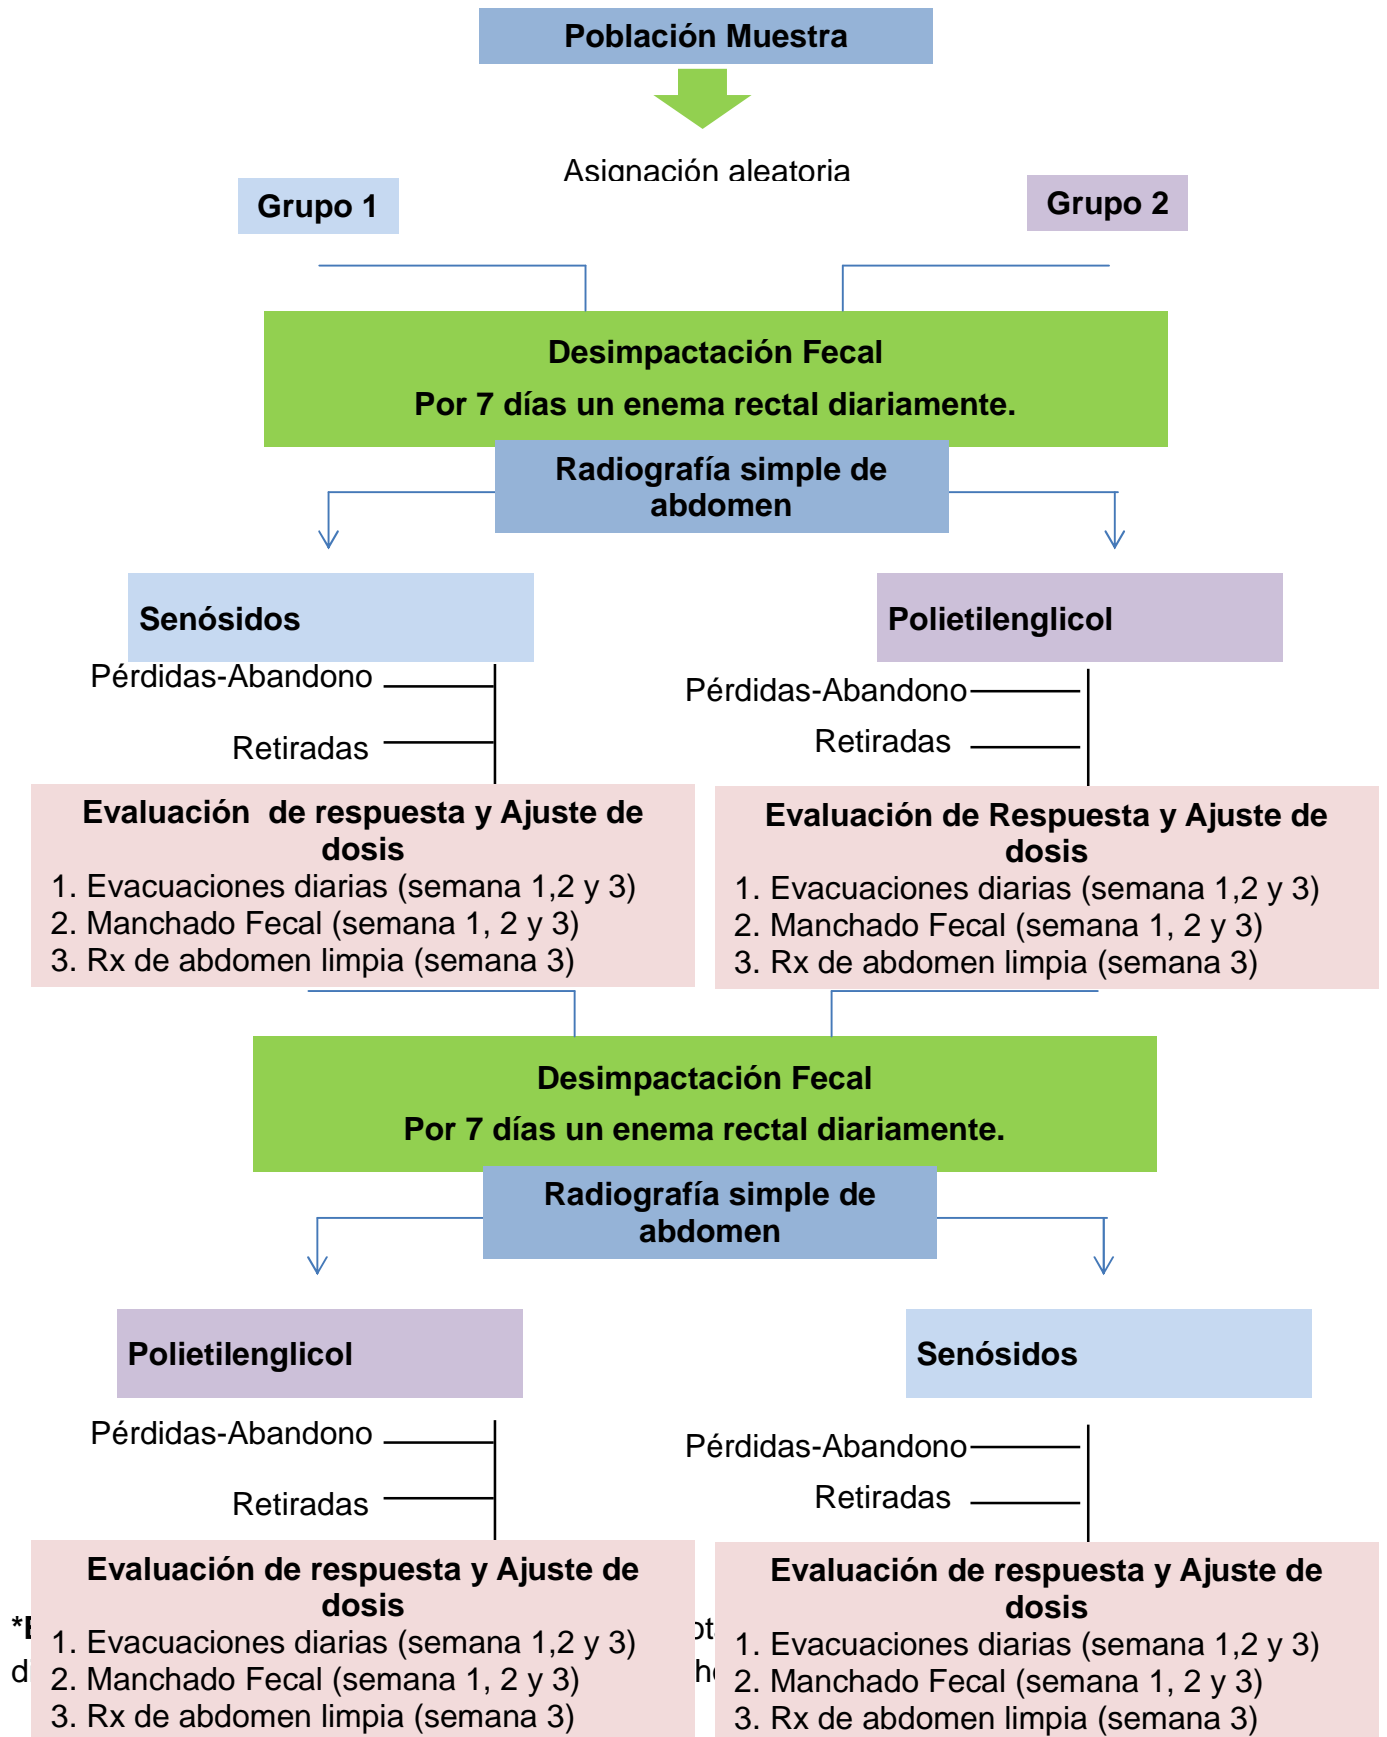 Población Muestra
Asignación aleatoria
Grupo 1
Grupo 2
Desimpactación Fecal
Por 7 días un enema rectal diariamente.
Radiografía simple de
abdomen
Senósidos
Pérdidas-Abandono
Retiradas
Polietilenglicol
Pérdidas-Abandono
Retiradas
Evaluación de respuesta y Ajuste de
dosis
1. Evacuaciones diarias (semana 1,2 y 3)
2. Manchado Fecal (semana 1, 2 y 3)
3. Rx de abdomen limpia (semana 3)
Evaluación de Respuesta y Ajuste de
dosis
1. Evacuaciones diarias (semana 1,2 y 3)
2. Manchado Fecal (semana 1, 2 y 3)
3. Rx de abdomen limpia (semana 3)
Desimpactación Fecal
Por 7 días un enema rectal diariamente.
Radiografía simple de
abdomen
Polietilenglicol
Pérdidas-Abandono
Retiradas
Senósidos
Pérdidas-Abandono
Retiradas
Evaluación de respuesta y Ajuste de
dosis
1. Evacuaciones diarias (semana 1,2 y 3)
2. Manchado Fecal (semana 1, 2 y 3)
3. Rx de abdomen limpia (semana 3)
Evaluación de respuesta y Ajuste de
dosis
1. Evacuaciones diarias (semana 1,2 y 3)
2. Manchado Fecal (semana 1, 2 y 3)
3. Rx de abdomen limpia (semana 3)